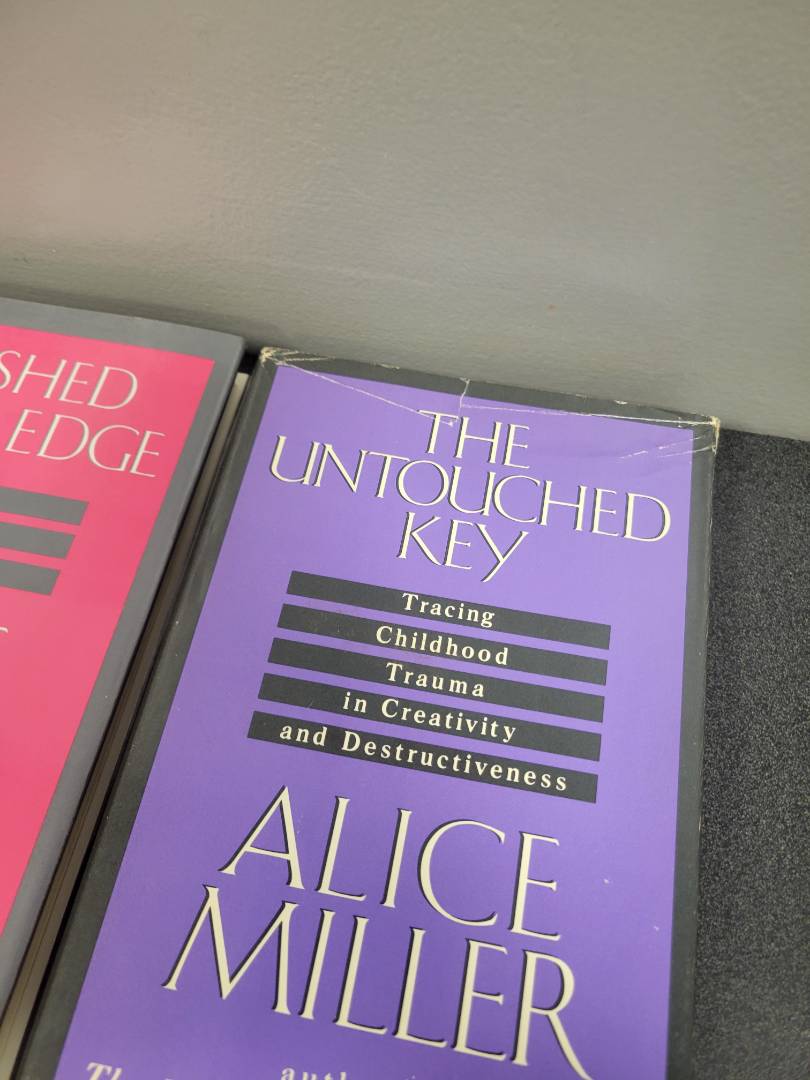 SHED
EDGE
THE
UNTOUCHED
KEY
Tracing
Childhood
Trauma
in Creativity
and Destructiveness
ALICE
MILLER